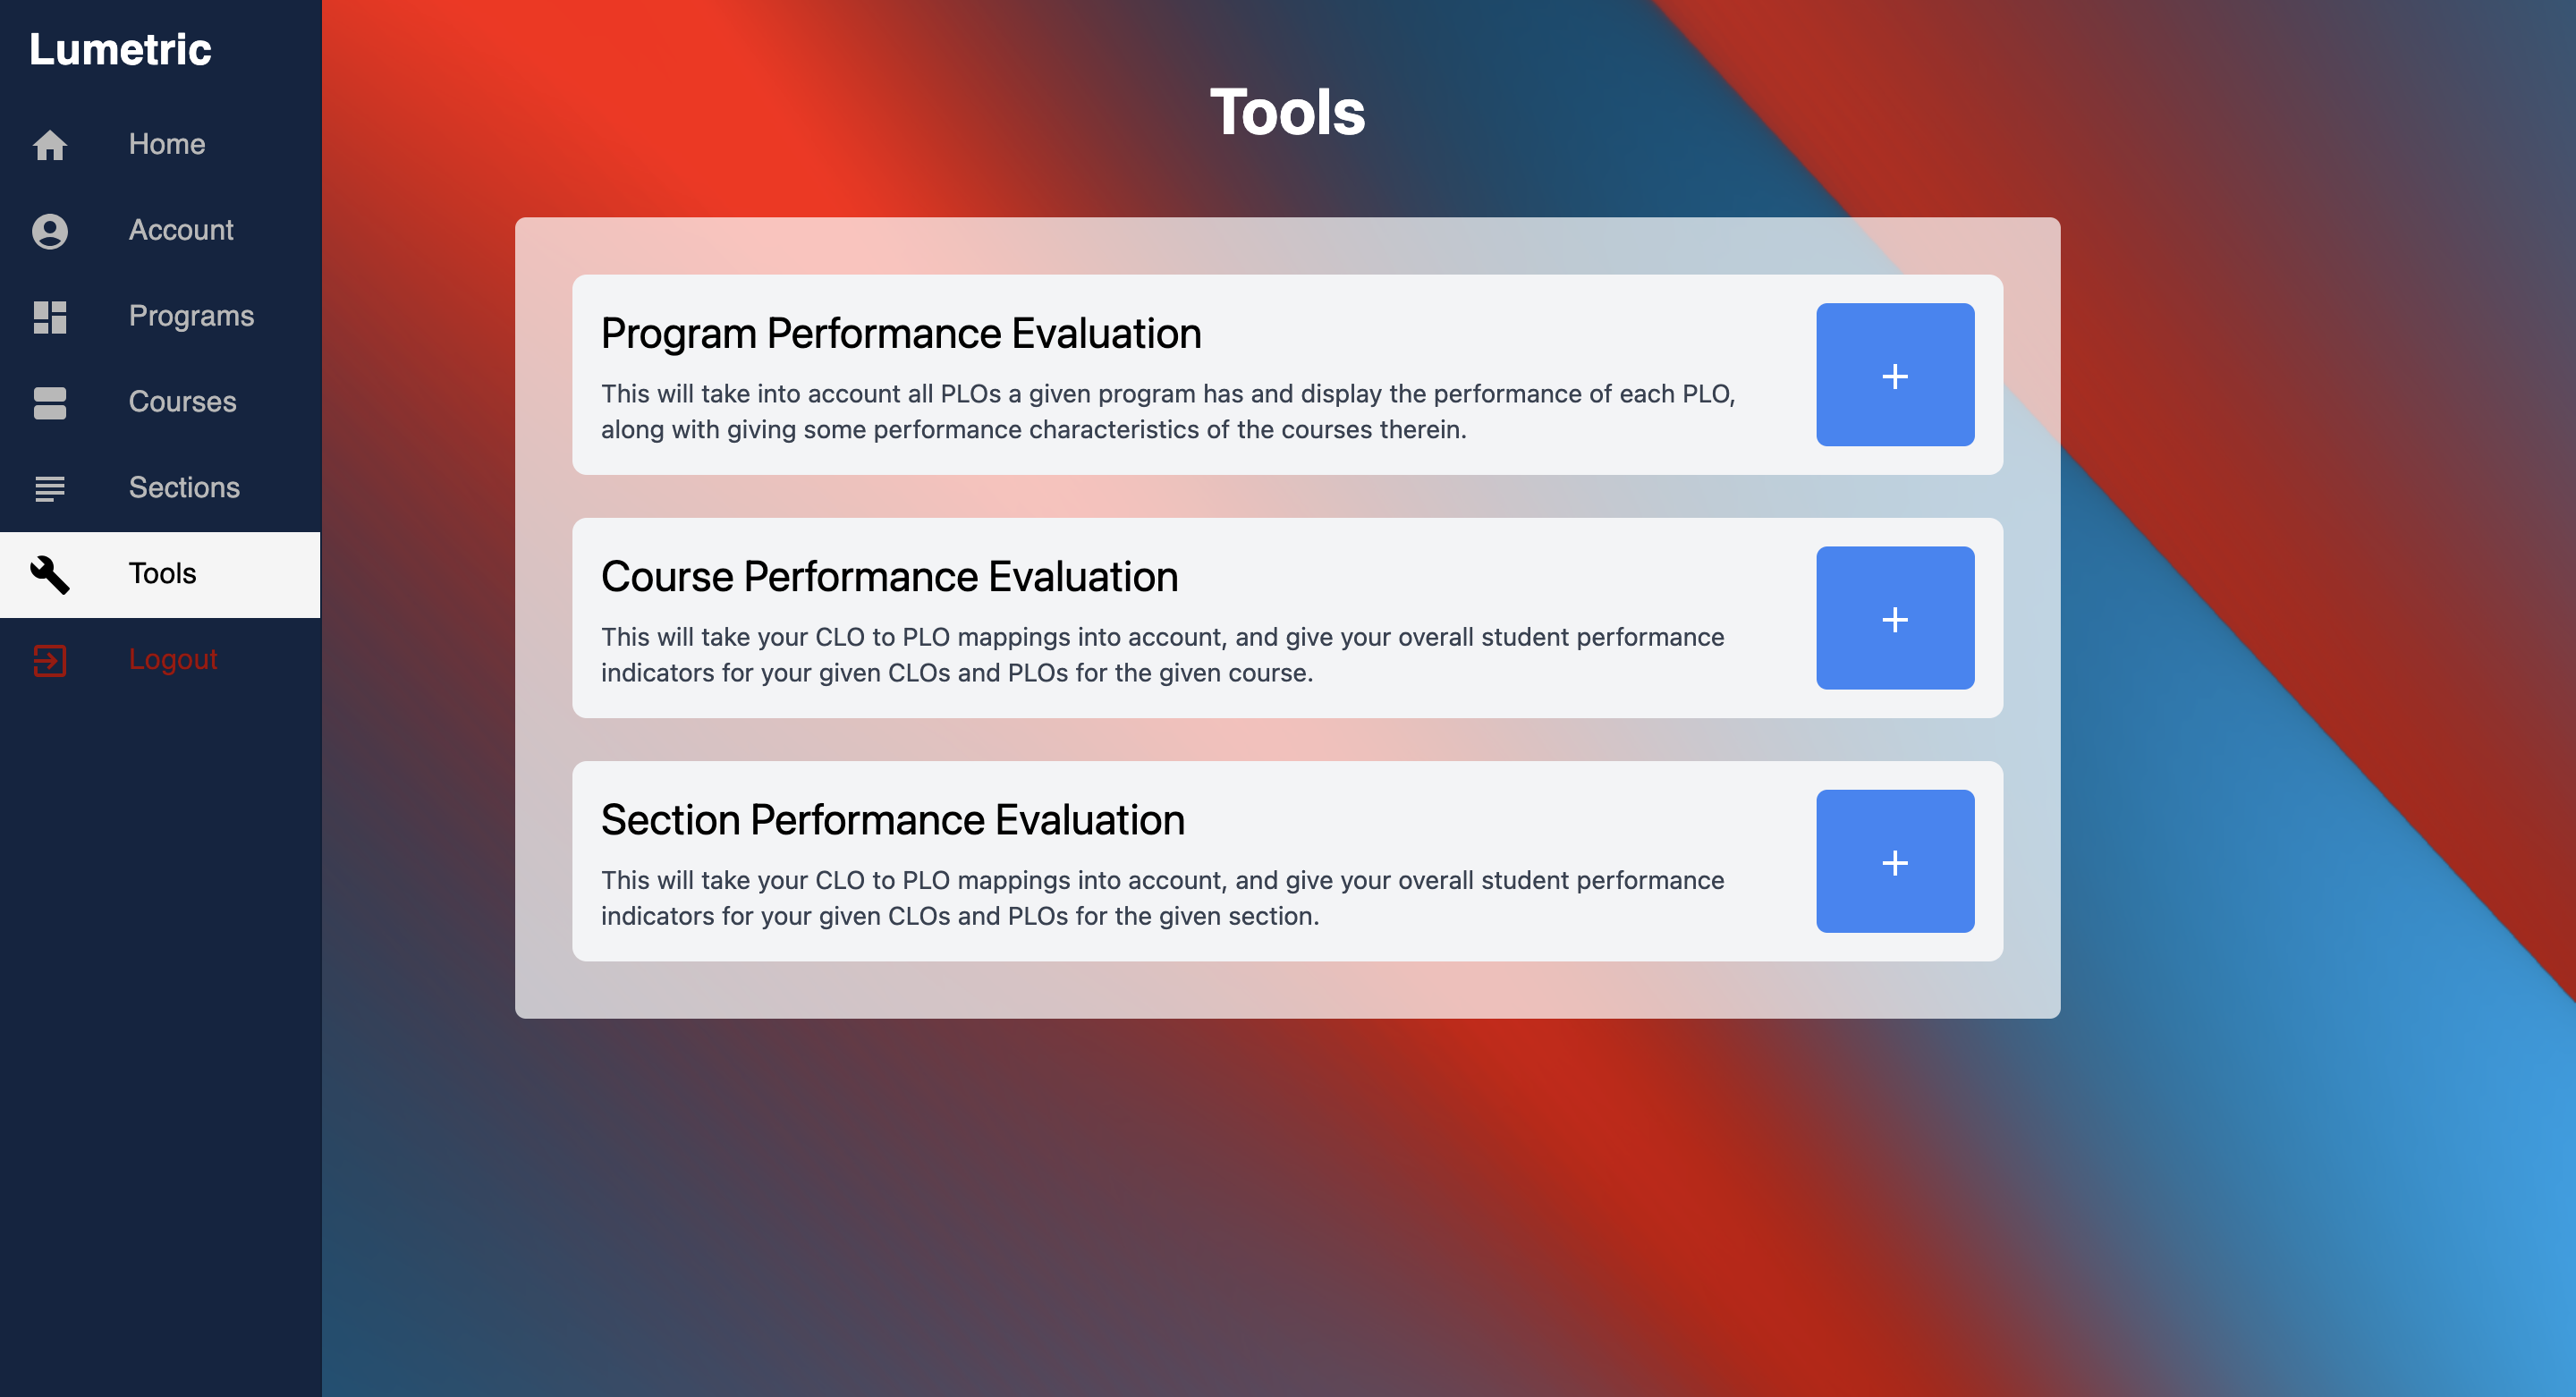 Lumetric
Home
Account
Programs
Courses
Sections
Tools
Logout
Tools
Program Performance Evaluation
This will take into account all PLOs a given program has and display the performance of each PLO,
along with giving some performance characteristics of the courses therein.
+
Course Performance Evaluation
This will take your CLO to PLO mappings into account, and give your overall student performance
indicators for your given CLOs and PLOs for the given course.
+
Section Performance Evaluation
This will take your CLO to PLO mappings into account, and give your overall student performance
indicators for your given CLOs and PLOs for the given section.
+